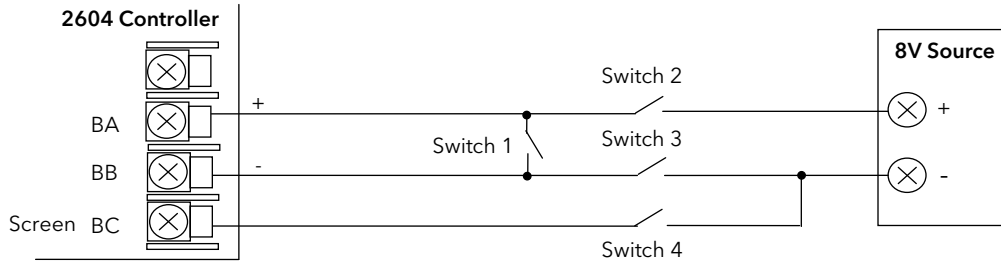 2604 Controller
8V Source
Switch 2
+
+
BA
Switch 1
Switch 3
BB
-
-
Screen BC
Switch 4